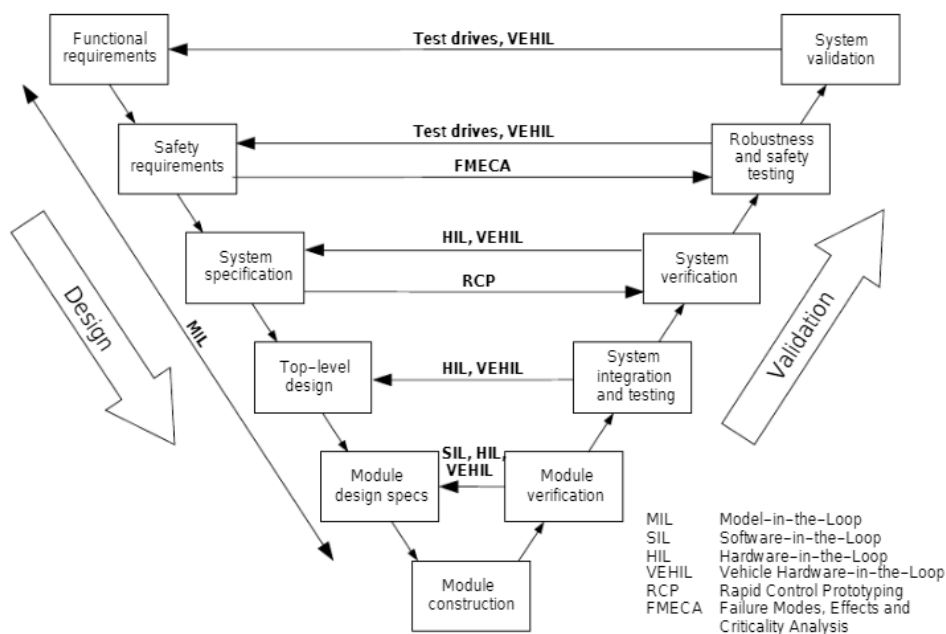 Functional
requirements
Test drives, VEHIL
System
validation
Safety
requirements
Test drives, VEHIL
FMECA
Robustness
and safety
testing
System
specification
HIL, VEHIL
RCP
System
verification
Design
MIL
Validation
Top-level
design
HIL, VEHIL
System
integration
and testing
Module
design specs
SIL, HIL,
VEHIL
Module
verification
Module
construction
MIL Model-in-the-Loop
SIL Software-in-the-Loop
HIL Hardware-in-the-Loop
VEHIL Vehicle Hardware-in-the-Loop
RCP Rapid Control Prototyping
FMECA Failure Modes, Effects and
Criticality Analysis